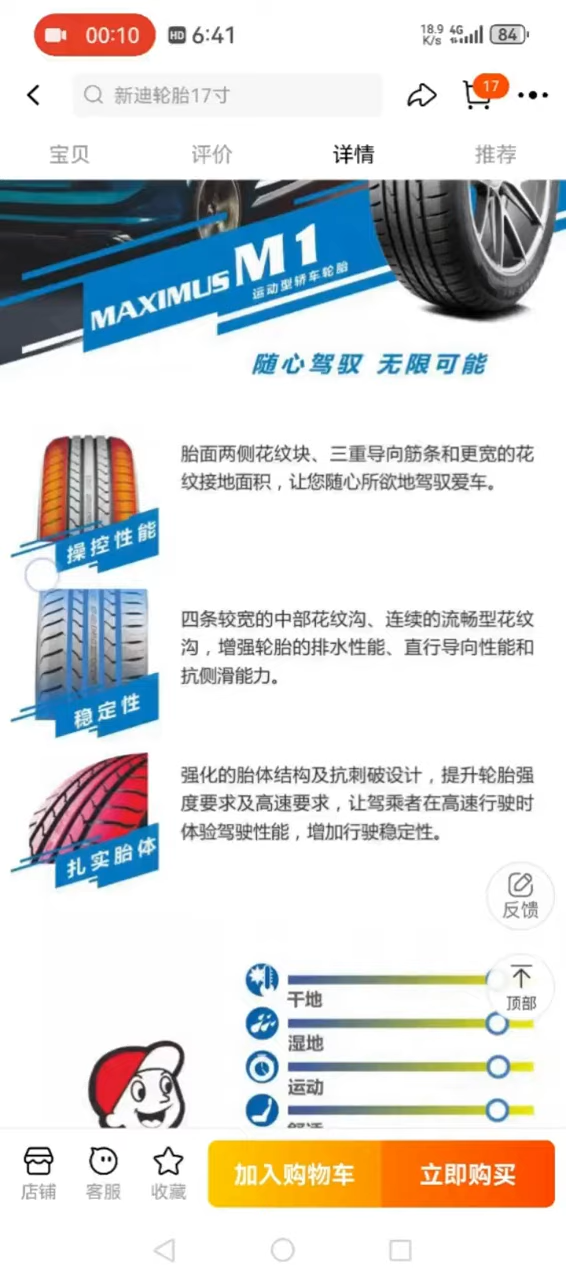 00:10 HD 6:41 18.9 K/s 4G 84
新迪轮胎17寸 17
宝贝 评价 详情 推荐
MAXIMUS M1
运动型轿车轮胎
随心驾驭 无限可能
胎面两侧花纹块、三重导向筋条和更宽的花
纹接地面积，让您随心所欲地驾驭爱车。
操控性能
四条较宽的中部花纹沟、连续的流畅型花纹
沟，增强轮胎的排水性能、直行导向性能和
抗侧滑能力。
稳定性
强化的胎体结构及抗刺破设计，提升轮胎强
度要求及高速要求，让驾乘者在高速行驶时
体验驾驶性能，增加行驶稳定性。
扎实胎体
反馈
干地
顶部
湿地
运动
店铺 客服 收藏 加入购物车 立即购买